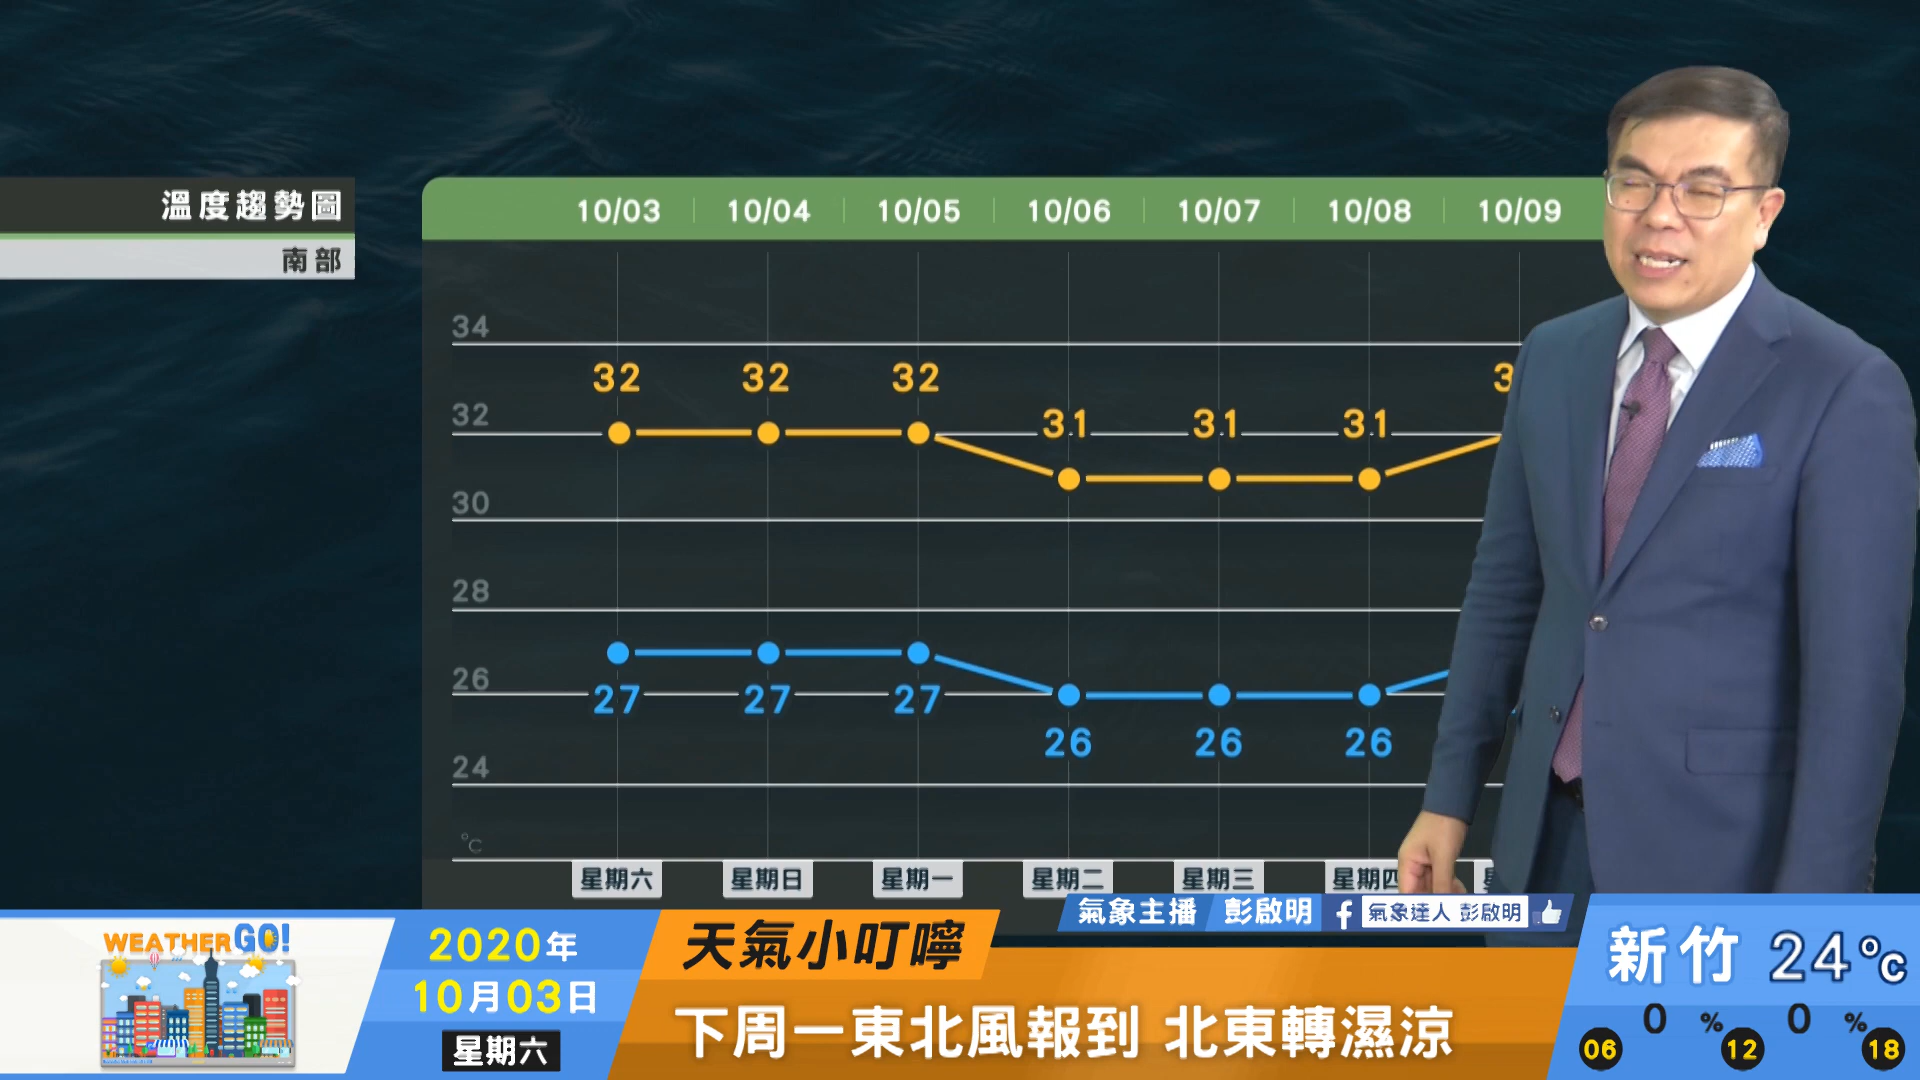 溫度趨勢圖
南部
10/03 10/04 10/05 10/06 10/07 10/08 10/09
34
32 32 32
32
31 31 31
30
28
26
27 27 27
26 26 26
24
°C
星期六 星期日 星期一 星期二 星期三 星期四
氣象主播 彭啟明 f 氣象達人 彭啟明
WEATHER GO!
2020年
10月03日
星期六
天氣小叮嚀
下周一東北風報到 北東轉濕涼
新竹 24°C
0 % 0 %
06 12 18